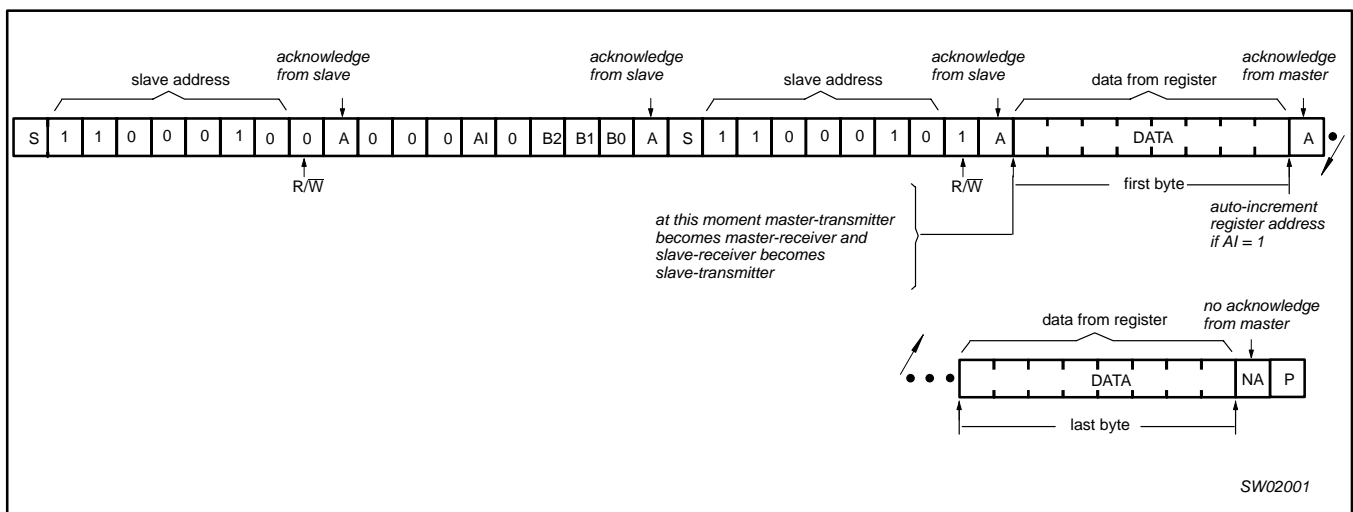 acknowledge
from slave
acknowledge
from slave
acknowledge
from slave
acknowledge
from master
slave address
slave address
data from register
S 1 1 0 0 0 1 0 0 A 0 0 0 AI 0 B2 B1 B0 A S 1 1 0 0 0 1 0 1 A DATA A
R/W̅
R/W̅
first byte
at this moment master-transmitter
becomes master-receiver and
slave-receiver becomes
slave-transmitter
auto-increment
register address
if AI = 1
data from register
no acknowledge
from master
DATA NA P
last byte
SW02001